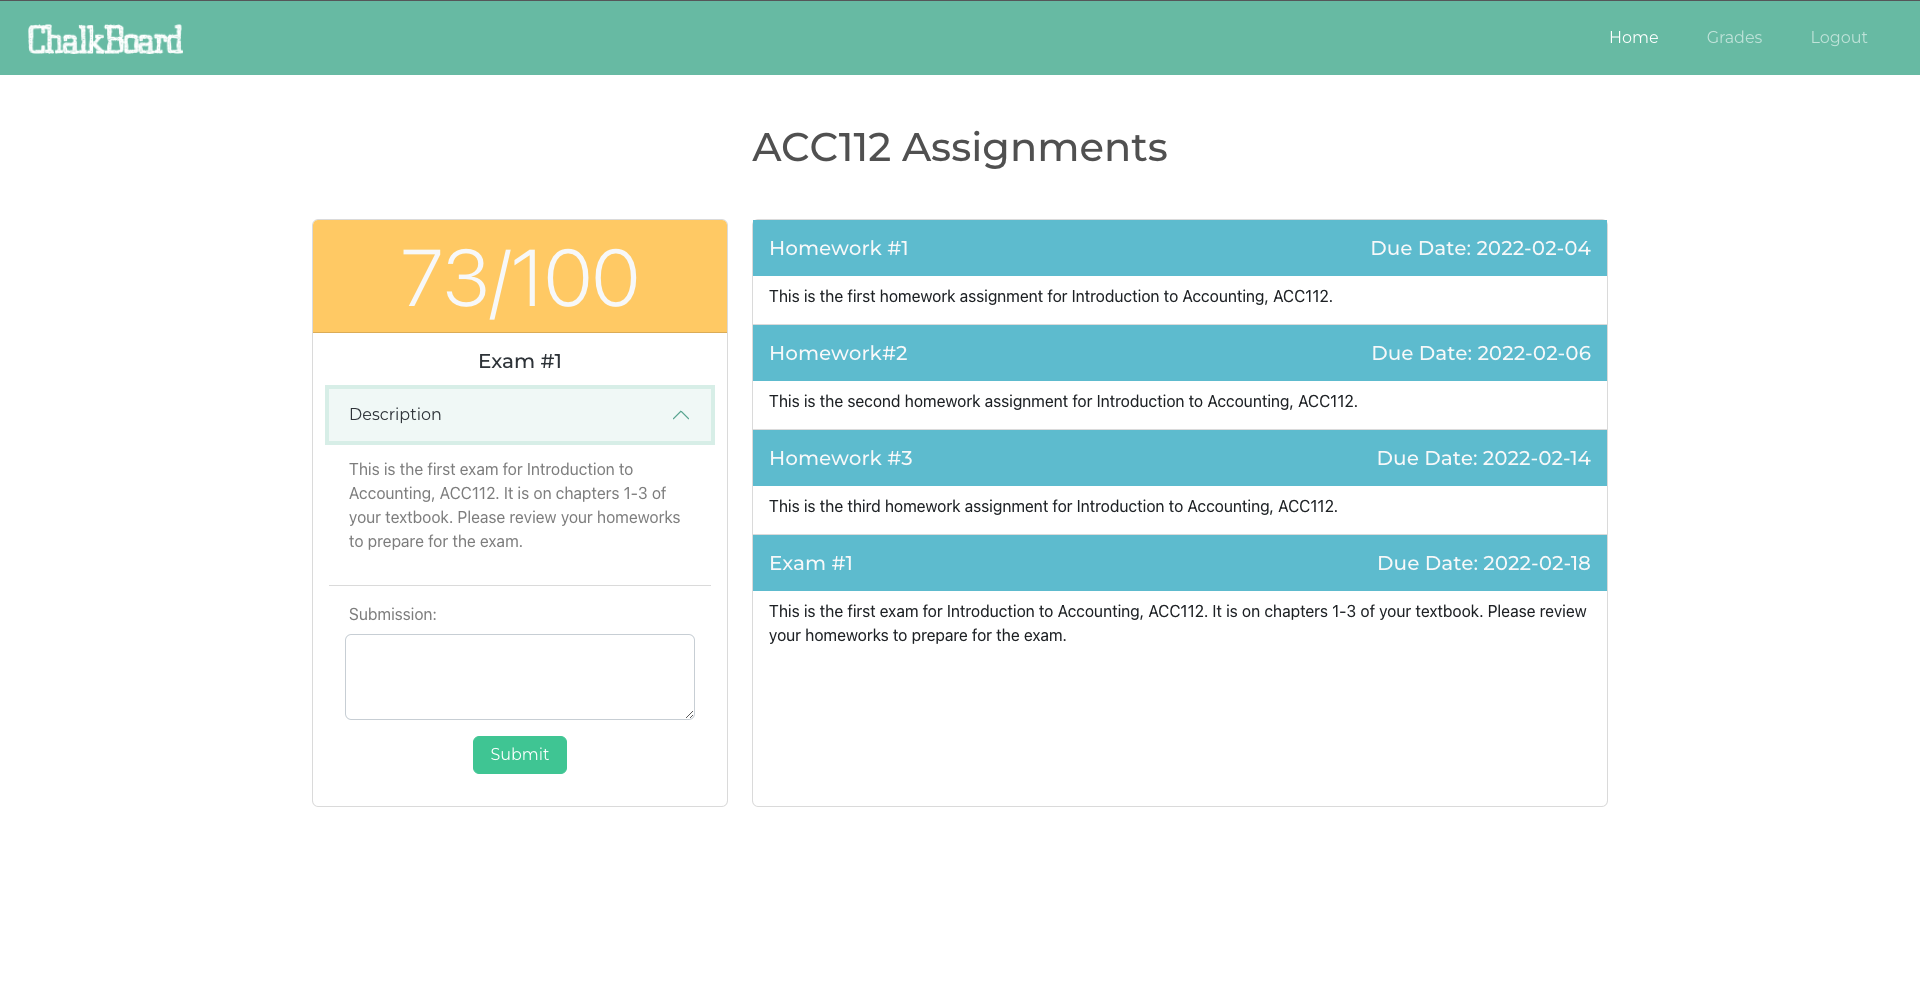 ChalkBoard
Home
Grades
Logout
ACC112 Assignments
73/100
Exam #1
Description
This is the first exam for Introduction to
Accounting, ACC112. It is on chapters 1-3 of
your textbook. Please review your homeworks
to prepare for the exam.
Submission:
Submit
Homework #1
Due Date: 2022-02-04
This is the first homework assignment for Introduction to Accounting, ACC112.
Homework#2
Due Date: 2022-02-06
This is the second homework assignment for Introduction to Accounting, ACC112.
Homework #3
Due Date: 2022-02-14
This is the third homework assignment for Introduction to Accounting, ACC112.
Exam #1
Due Date: 2022-02-18
This is the first exam for Introduction to Accounting, ACC112. It is on chapters 1-3 of your textbook. Please review
your homeworks to prepare for the exam.